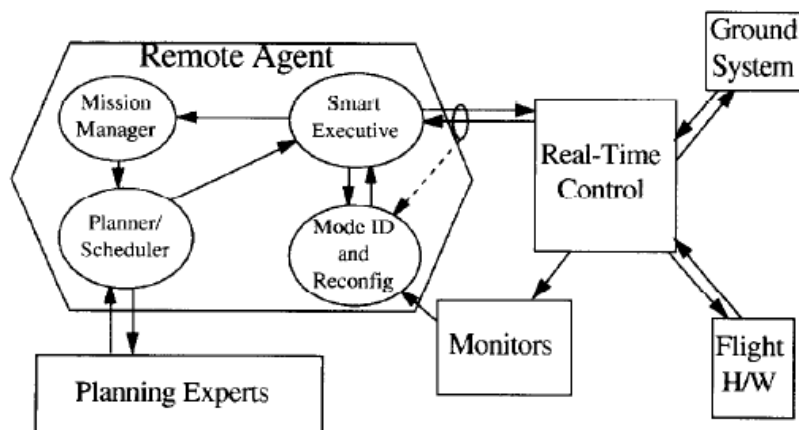 Remote Agent
Mission
Manager
Smart
Executive
Planner/
Scheduler
Mode ID
and
Reconfig
Planning Experts
Monitors
Real-Time
Control
Ground
System
Flight
H/W